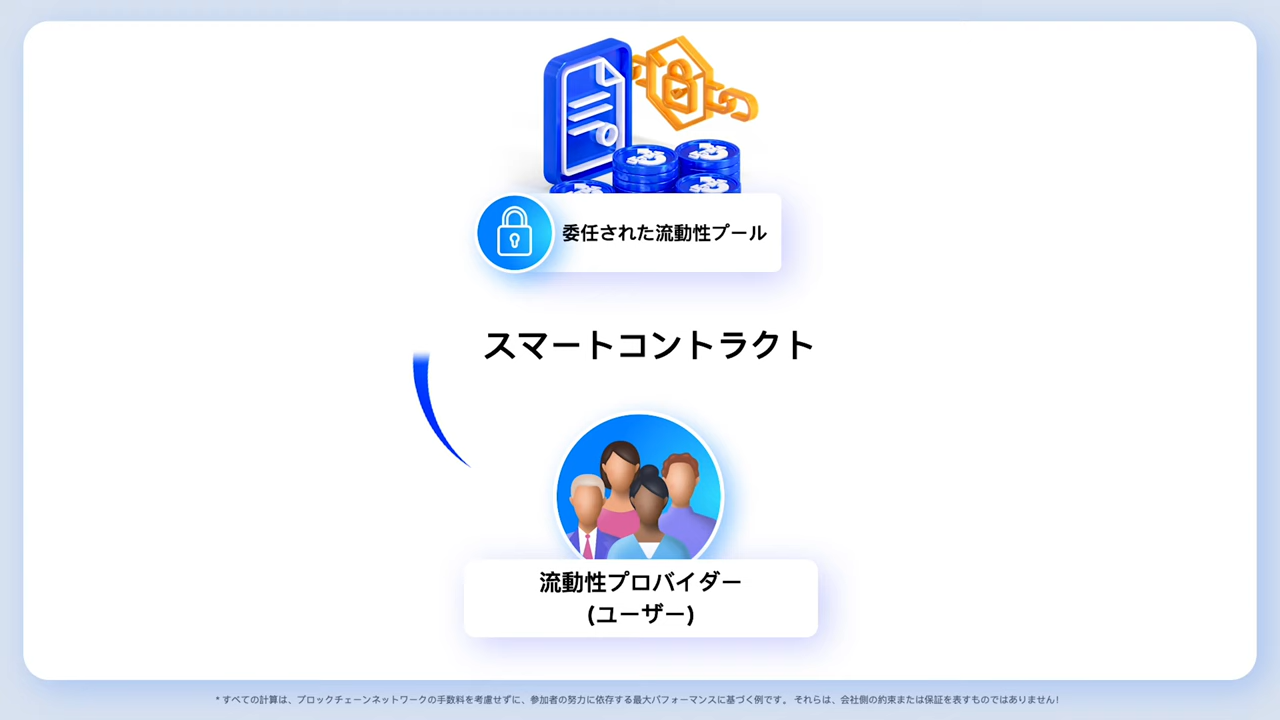 委任された流動性プール
スマートコントラクト
流動性プロバイダー
(ユーザー)
* すべての計算は、ブロックチェーンネットワークの手数料を考慮せずに、参加者の努力に依存する最大パフォーマンスに基づく例です。 それらは、会社側の約束または保証を表すものではありません!